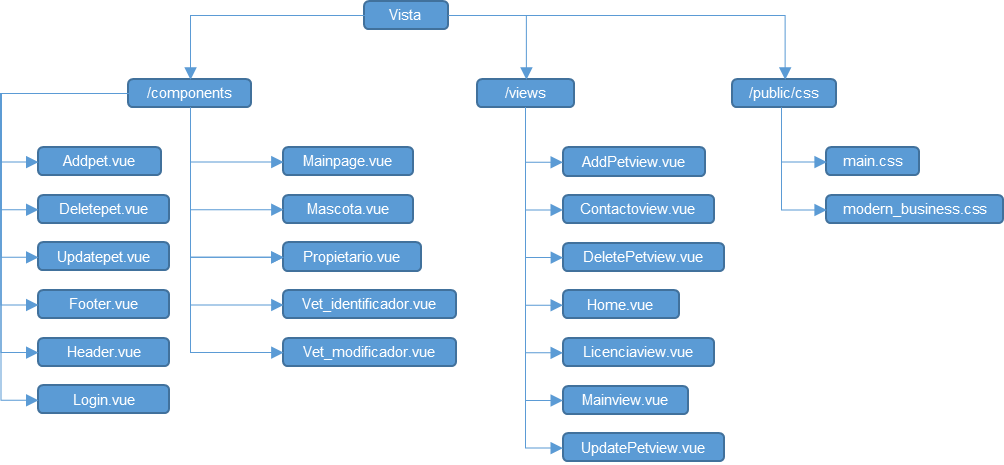 Vista
/components
/views
/public/css
Addpet.vue
Mainpage.vue
AddPetview.vue
main.css
Deletepet.vue
Mascota.vue
Contactoview.vue
modern_business.css
Updatepet.vue
Propietario.vue
DeletePetview.vue
Footer.vue
Vet_identificador.vue
Home.vue
Header.vue
Vet_modificador.vue
Licenciaview.vue
Login.vue
Mainview.vue
UpdatePetview.vue